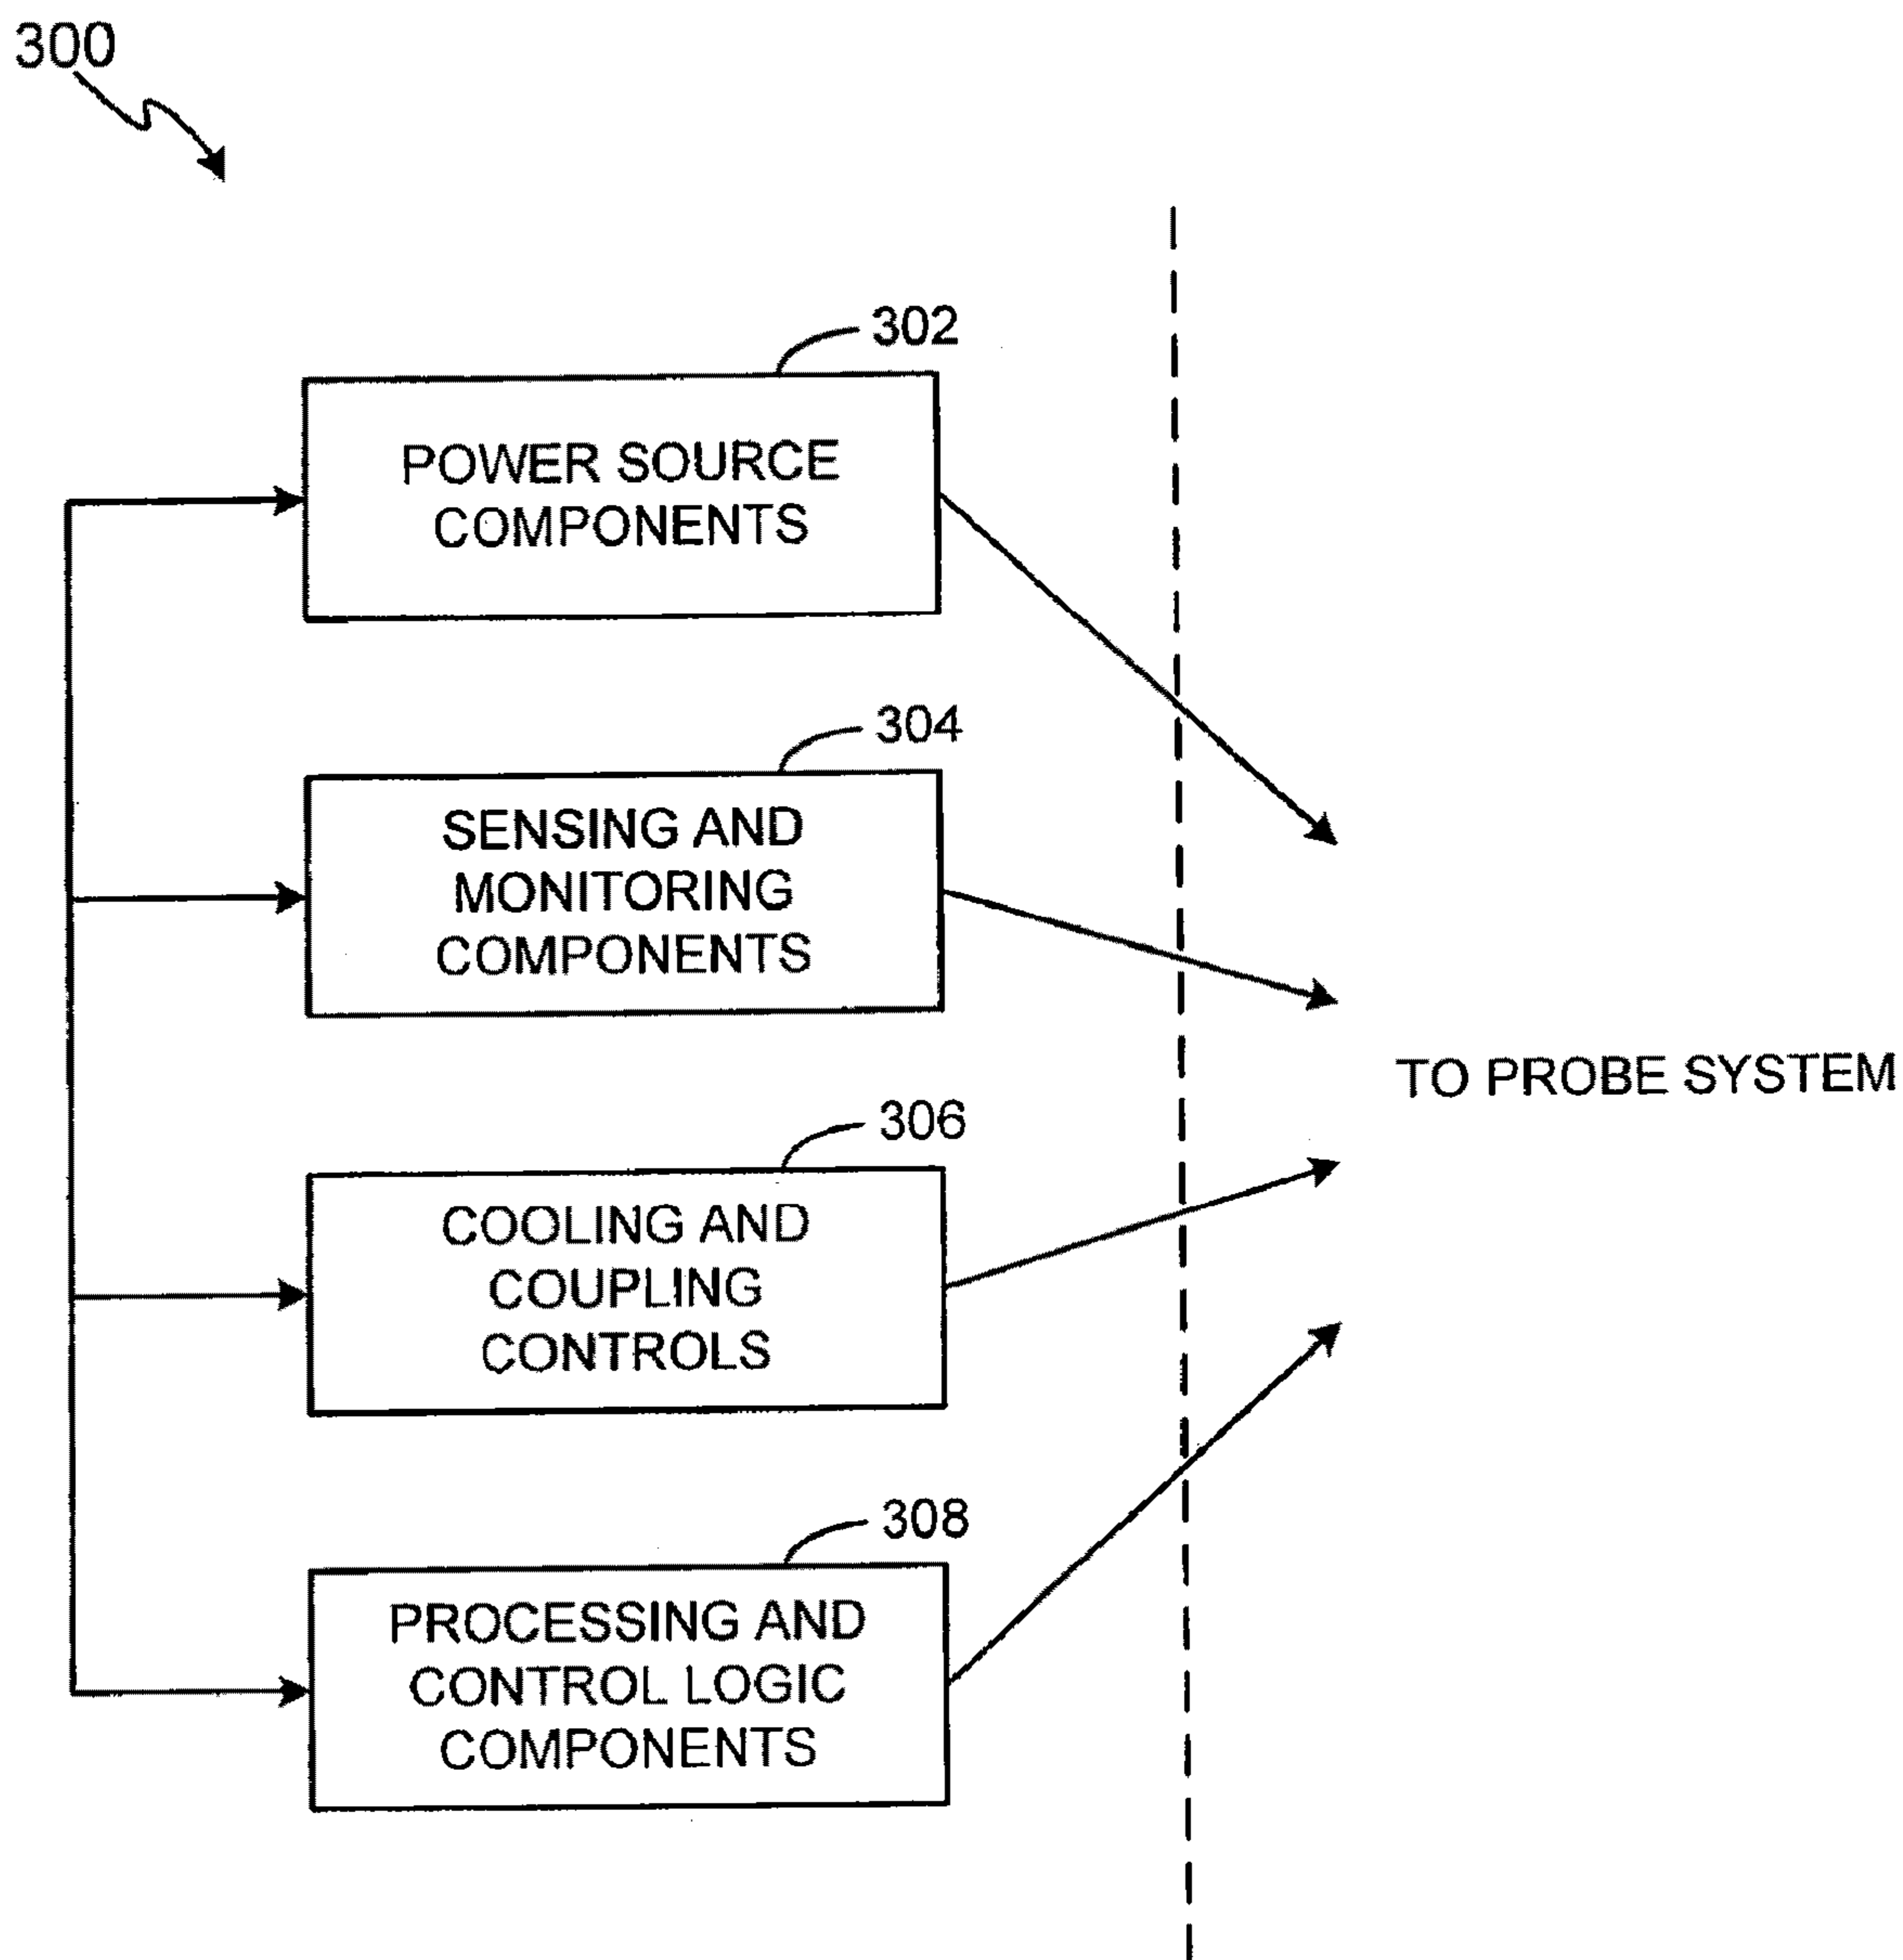 300
302
POWER SOURCE
COMPONENTS
304
SENSING AND
MONITORING
COMPONENTS
TO PROBE SYSTEM
306
COOLING AND
COUPLING
CONTROLS
308
PROCESSING AND
CONTROL LOGIC
COMPONENTS